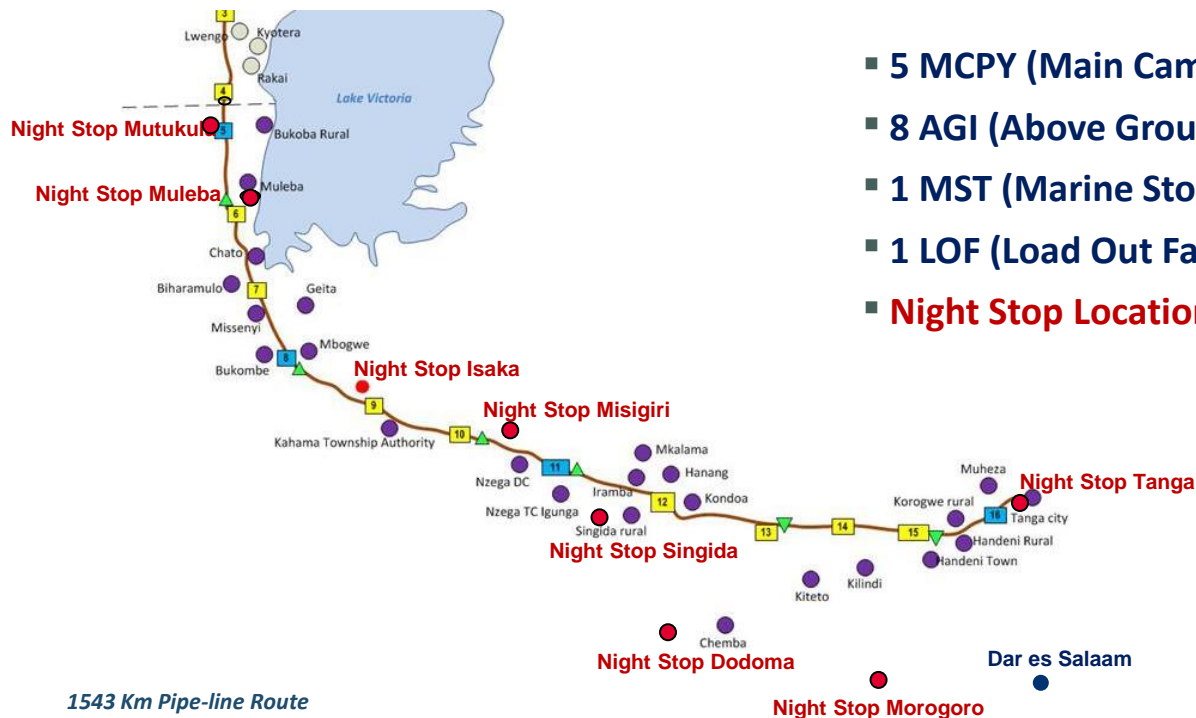 3
Lwengo
Kyotera
Rakai
4
Lake Victoria
Night Stop Mutukula
5
Bukoba Rural
Muleba
Night Stop Muleba
6
Chato
Biharamulo
7
Geita
Missenyi
Mbogwe
8
Bukombe
Night Stop Isaka
9
Night Stop Misigiri
Kahama Township Authority
10
Mkalama
Nzega DC
11
Hanang
Iramba
Kondoa
12
Nzega TC Igunga
Singida rural
Night Stop Singida
13
14
15
Muheza
Night Stop Tanga
Korogwe rural
16
Tanga city
Handeni Rural
Handeni Town
Kilindi
Kiteto
Chemba
Night Stop Dodoma
Dar es Salaam
Night Stop Morogoro
1543 Km Pipe-line Route
▪ 5 MCPY (Main Cam
▪ 8 AGI (Above Grou
▪ 1 MST (Marine Sto
▪ 1 LOF (Load Out Fa
▪ Night Stop Location